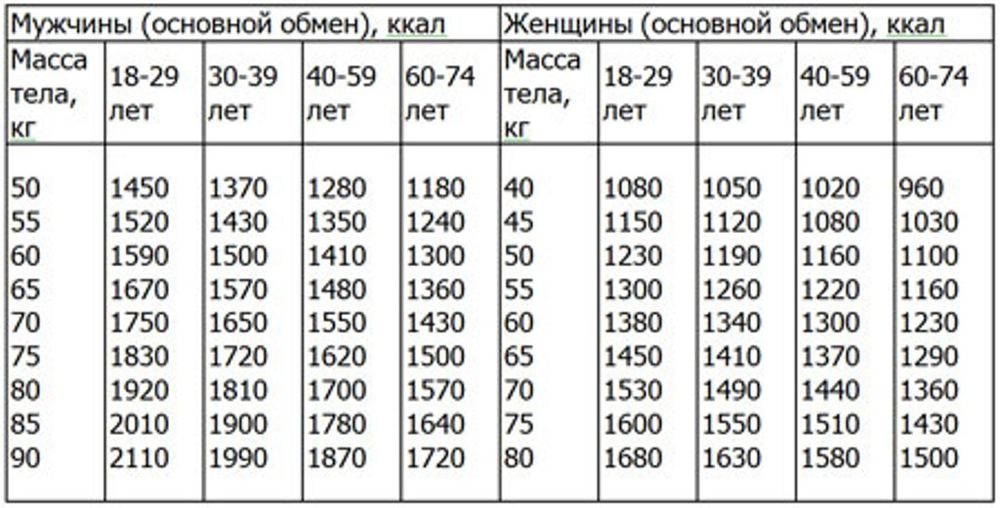 Мужчины (основной обмен), ккал Женщины (основной обмен), ккал
Масса тела, кг 18-29 лет 30-39 лет 40-59 лет 60-74 лет Масса тела, кг 18-29 лет 30-39 лет 40-59 лет 60-74 лет
50 1450 1370 1280 1180 40 1080 1050 1020 960
55 1520 1430 1350 1240 45 1150 1120 1080 1030
60 1590 1500 1410 1300 50 1230 1190 1160 1100
65 1670 1570 1480 1360 55 1300 1260 1220 1160
70 1750 1650 1550 1430 60 1380 1340 1300 1230
75 1830 1720 1620 1500 65 1450 1410 1370 1290
80 1920 1810 1700 1570 70 1530 1490 1440 1360
85 2010 1900 1780 1640 75 1600 1550 1510 1430
90 2110 1990 1870 1720 80 1680 1630 1580 1500